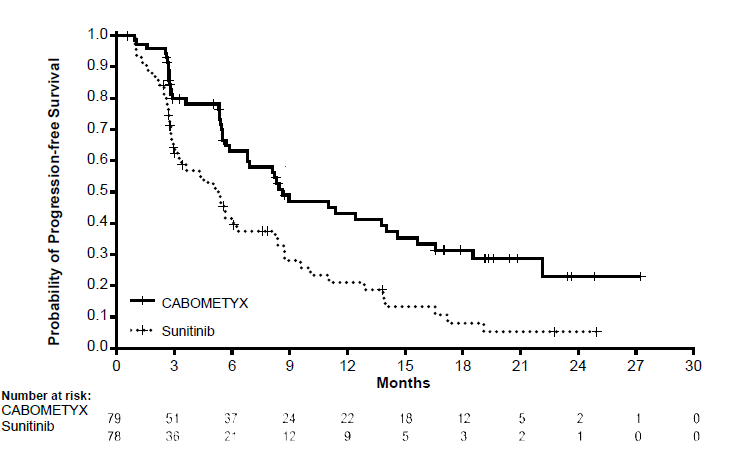 Probability of Progression-free Survival
1.0
0.9
0.8
0.7
0.6
0.5
0.4
0.3
0.2
0.1
0.0
CABOMETYX
Sunitinib
0 3 6 9 12 15 18 21 24 27 30
Months
Number at risk:
CABOMETYX 79 51 37 24 22 18 12 5 2 1 0
Sunitinib 78 36 21 12 9 5 3 2 1 0 0